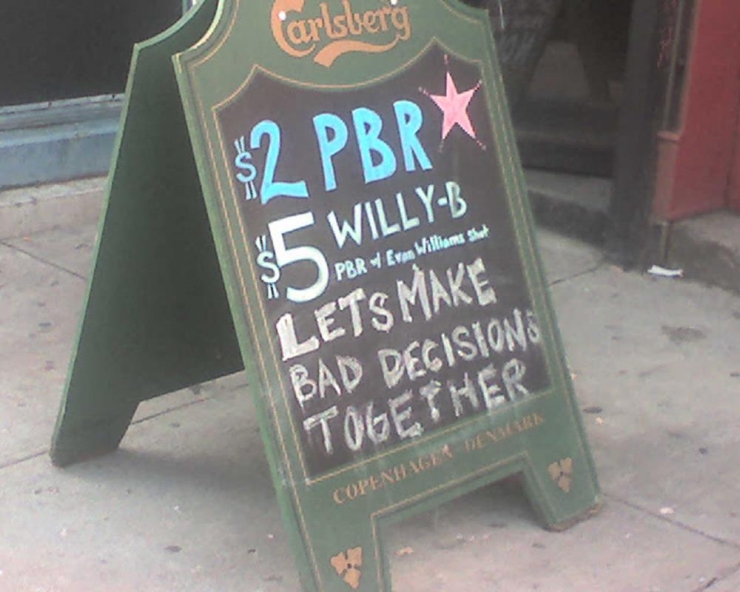 Carlsberg
$2 PBR
$5 WILLY-B
PBR w/ Evan Williams Shot
LETS MAKE
BAD DECISIONS
TOGETHER
COPENHAGEN DENMARK